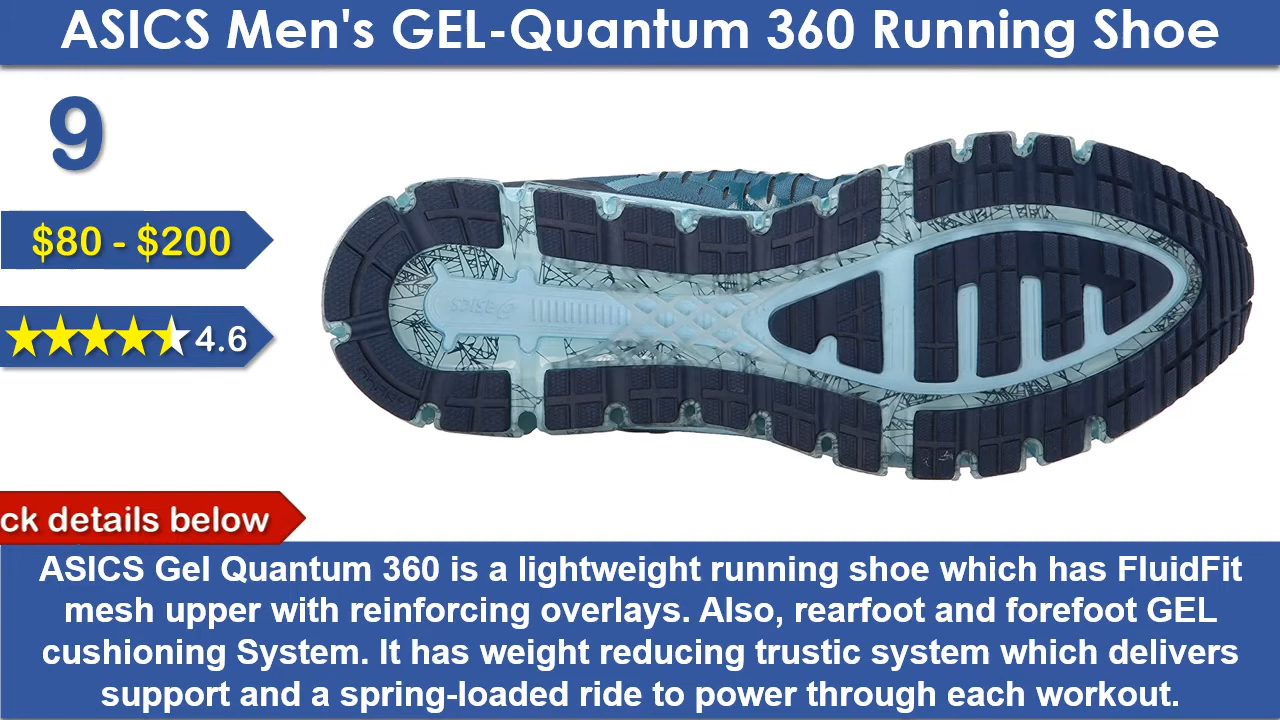 ASICS Men's GEL-Quantum 360 Running Shoe
9
$80 - $200
4.6
asics
ck details below
ASICS Gel Quantum 360 is a lightweight running shoe which has FluidFit
mesh upper with reinforcing overlays. Also, rearfoot and forefoot GEL
cushioning System. It has weight reducing trustic system which delivers
support and a spring-loaded ride to power through each workout.